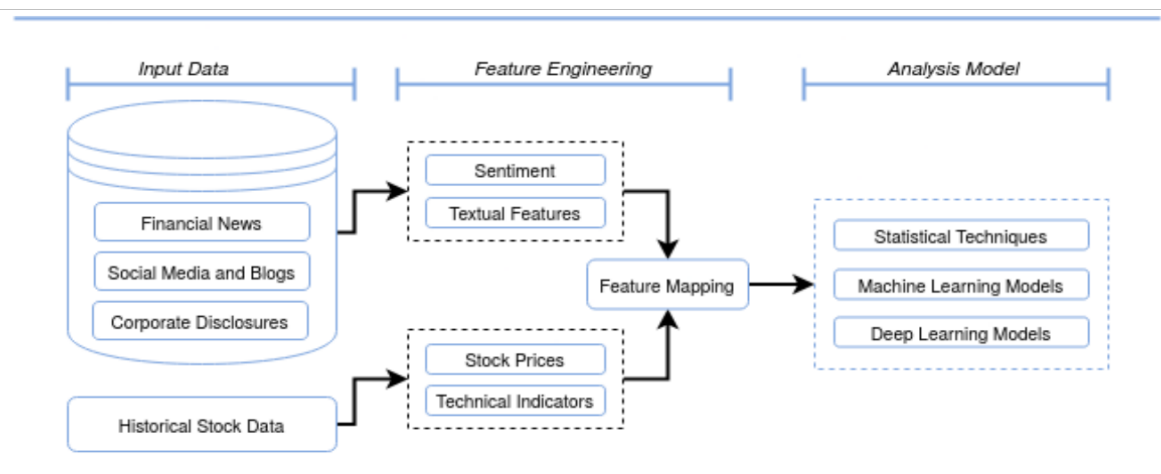 Input Data
Feature Engineering
Analysis Model
Financial News
Social Media and Blogs
Corporate Disclosures
Historical Stock Data
Sentiment
Textual Features
Stock Prices
Technical Indicators
Feature Mapping
Statistical Techniques
Machine Learning Models
Deep Learning Models